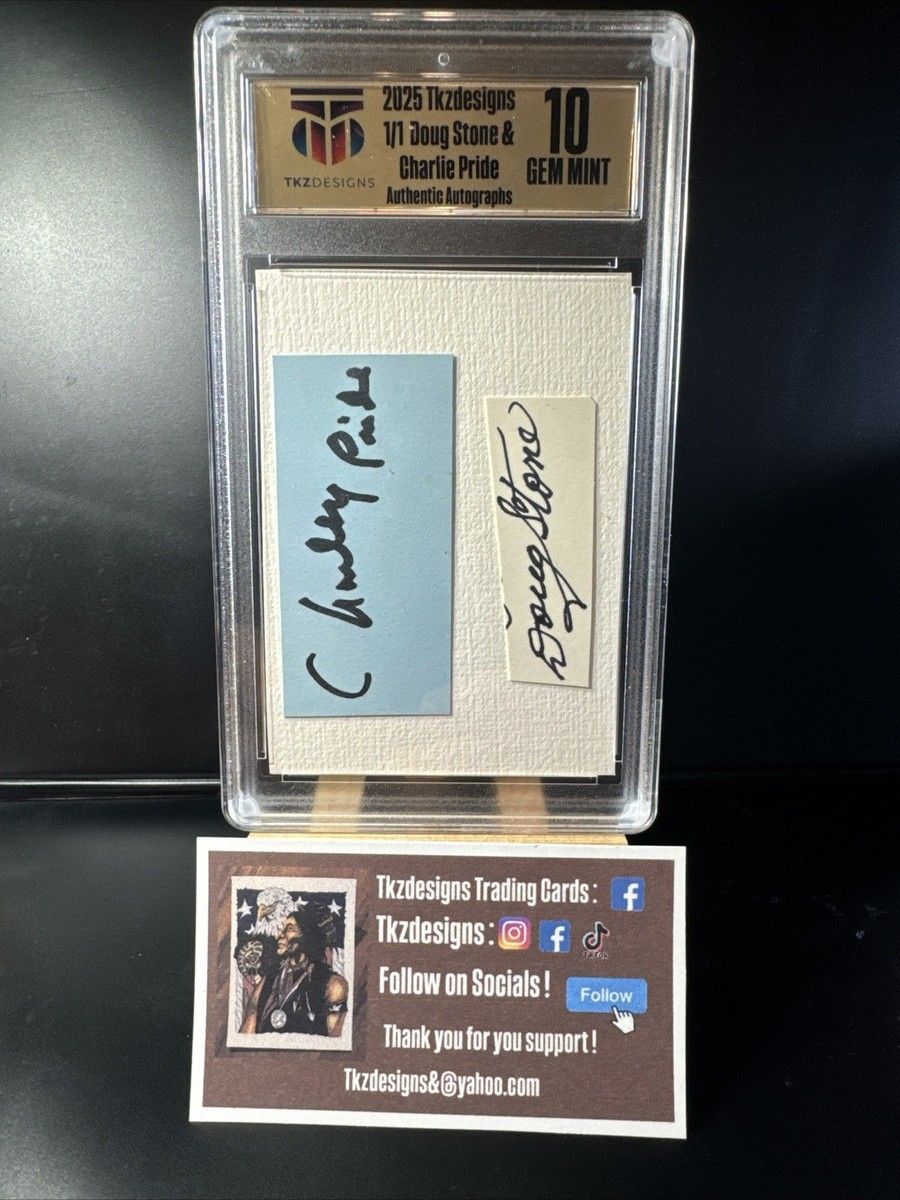 TKZDESIGNS
2025 Tkzdesigns
1/1 Doug Stone &
Charlie Pride
Authentic Autographs
10
GEM MINT
Charley Pride
Doug Stone
Tkzdesigns Trading Cards :
Tkzdesigns :
TikTok
Follow on Socials !
Follow
Thank you for you support !
Tkzdesigns&@yahoo.com